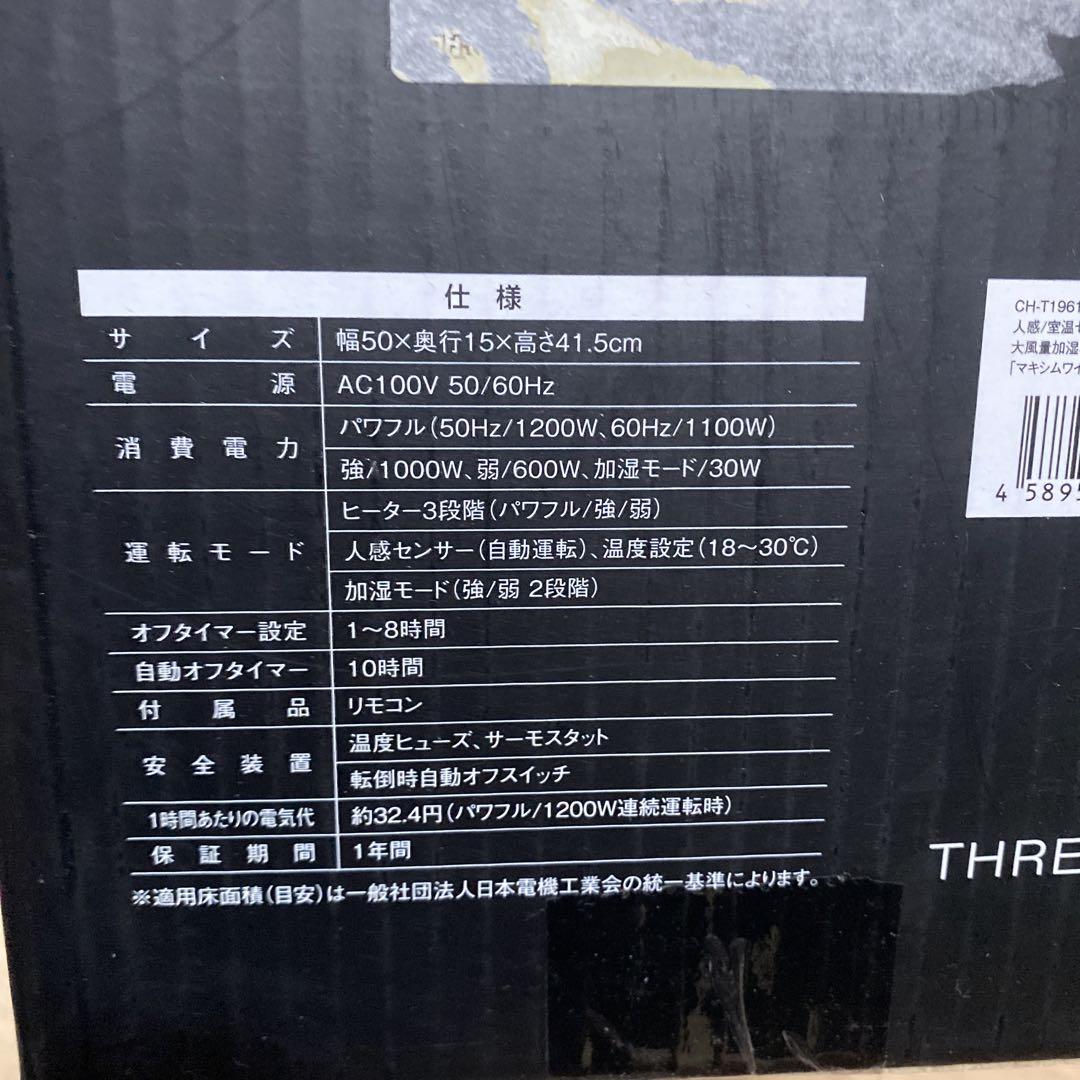 仕様
サイズ 幅50×奥行15×高さ41.5cm
電源 AC100V 50/60Hz
消費電力 パワフル(50Hz/1200W、60Hz/1100W)
強/1000W、弱/600W、加湿モード/30W
運転モード ヒーター3段階(パワフル/強/弱)
人感センサー(自動運転)、温度設定(18～30℃)
加湿モード(強/弱 2段階)
オフタイマー設定 1～8時間
自動オフタイマー 10時間
付属品 リモコン
安全装置 温度ヒューズ、サーモスタット
転倒時自動オフスイッチ
1時間あたりの電気代 約32.4円(パワフル/1200W連続運転時)
保証期間 1年間
※適用床面積(目安)は一般社団法人日本電機工業会の統一基準によります。
CH-T1961
人感/室温
大風量加湿
「マキシムワイ
4 5895
THRE